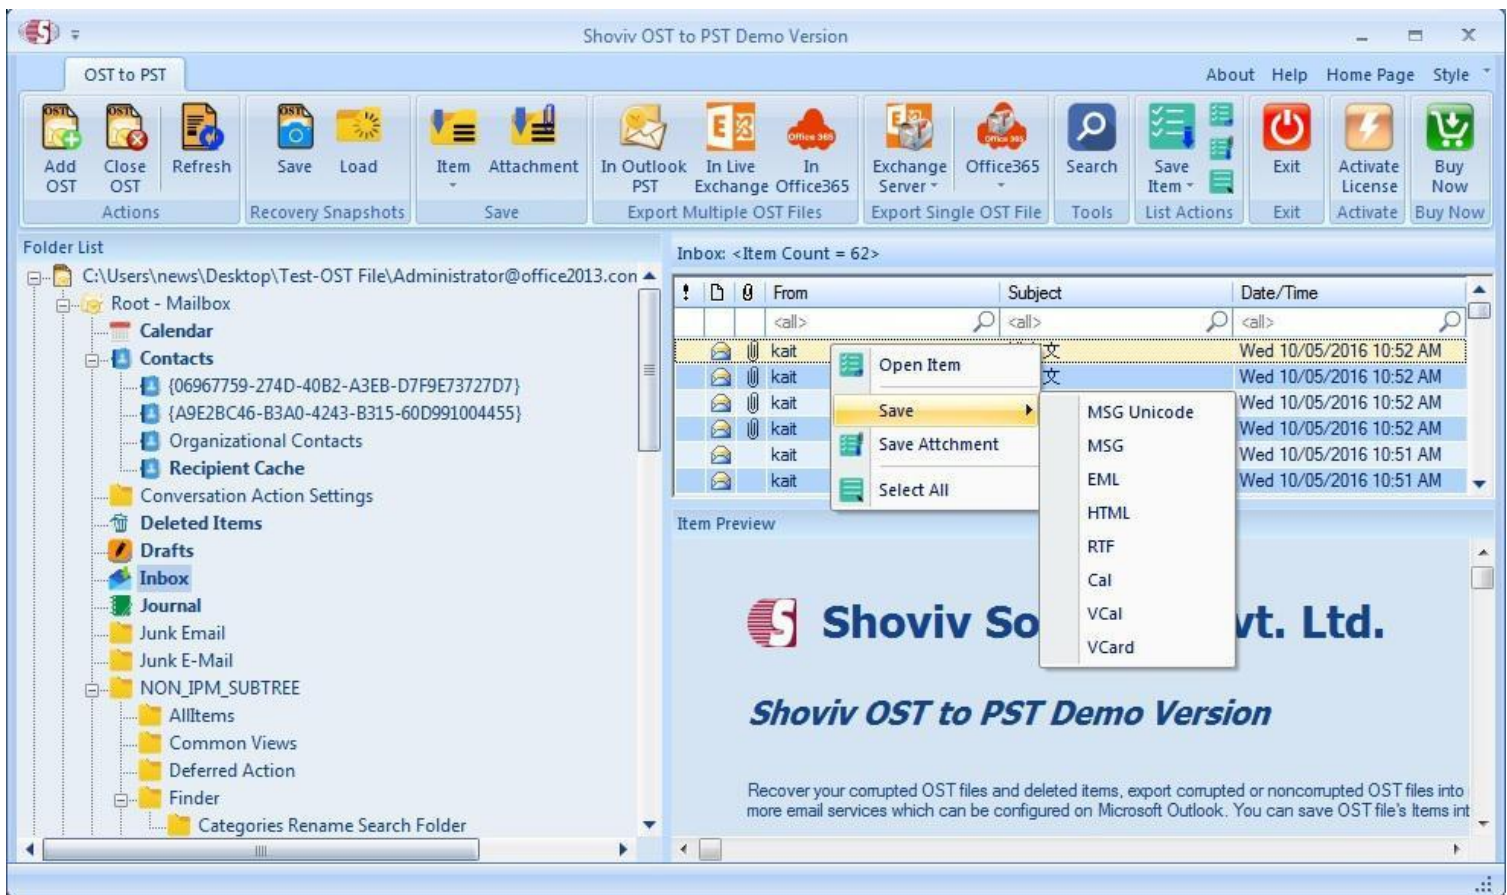 Shoviv OST to PST Demo Version
OST to PST
About Help Home Page Style
Add OST
Close OST
Refresh
Actions
Save
Load
Recovery Snapshots
Item
Attachment
Save
In Outlook PST
In Live Exchange
In Office365
Export Multiple OST Files
Exchange Server
Office365
Export Single OST File
Search
Tools
Save Item
List Actions
Exit
Exit
Activate License
Activate
Buy Now
Buy Now
Folder List
C:\Users\news\Desktop\Test-OST File\Administrator@office2013.con
Root - Mailbox
Calendar
Contacts
{06967759-274D-40B2-A3EB-D7F9E73727D7}
{A9E2BC46-B3A0-4243-B315-60D991004455}
Organizational Contacts
Recipient Cache
Conversation Action Settings
Deleted Items
Drafts
Inbox
Journal
Junk Email
Junk E-Mail
NON_IPM_SUBTREE
AllItems
Common Views
Deferred Action
Finder
Categories Rename Search Folder
Inbox: <Item Count = 62>
From Subject Date/Time
<all> <all> <all>
kait 文 Wed 10/05/2016 10:52 AM
kait 文 Wed 10/05/2016 10:52 AM
kait Wed 10/05/2016 10:52 AM
kait Wed 10/05/2016 10:52 AM
kait Wed 10/05/2016 10:51 AM
kait Wed 10/05/2016 10:51 AM
Open Item
Save
Save Attchment
Select All
MSG Unicode
MSG
EML
HTML
RTF
Cal
VCal
VCard
Item Preview
Shoviv So vt. Ltd.
Shoviv OST to PST Demo Version
Recover your corrupted OST files and deleted items, export corrupted or noncorrupted OST files into
more email services which can be configured on Microsoft Outlook. You can save OST file's Items int